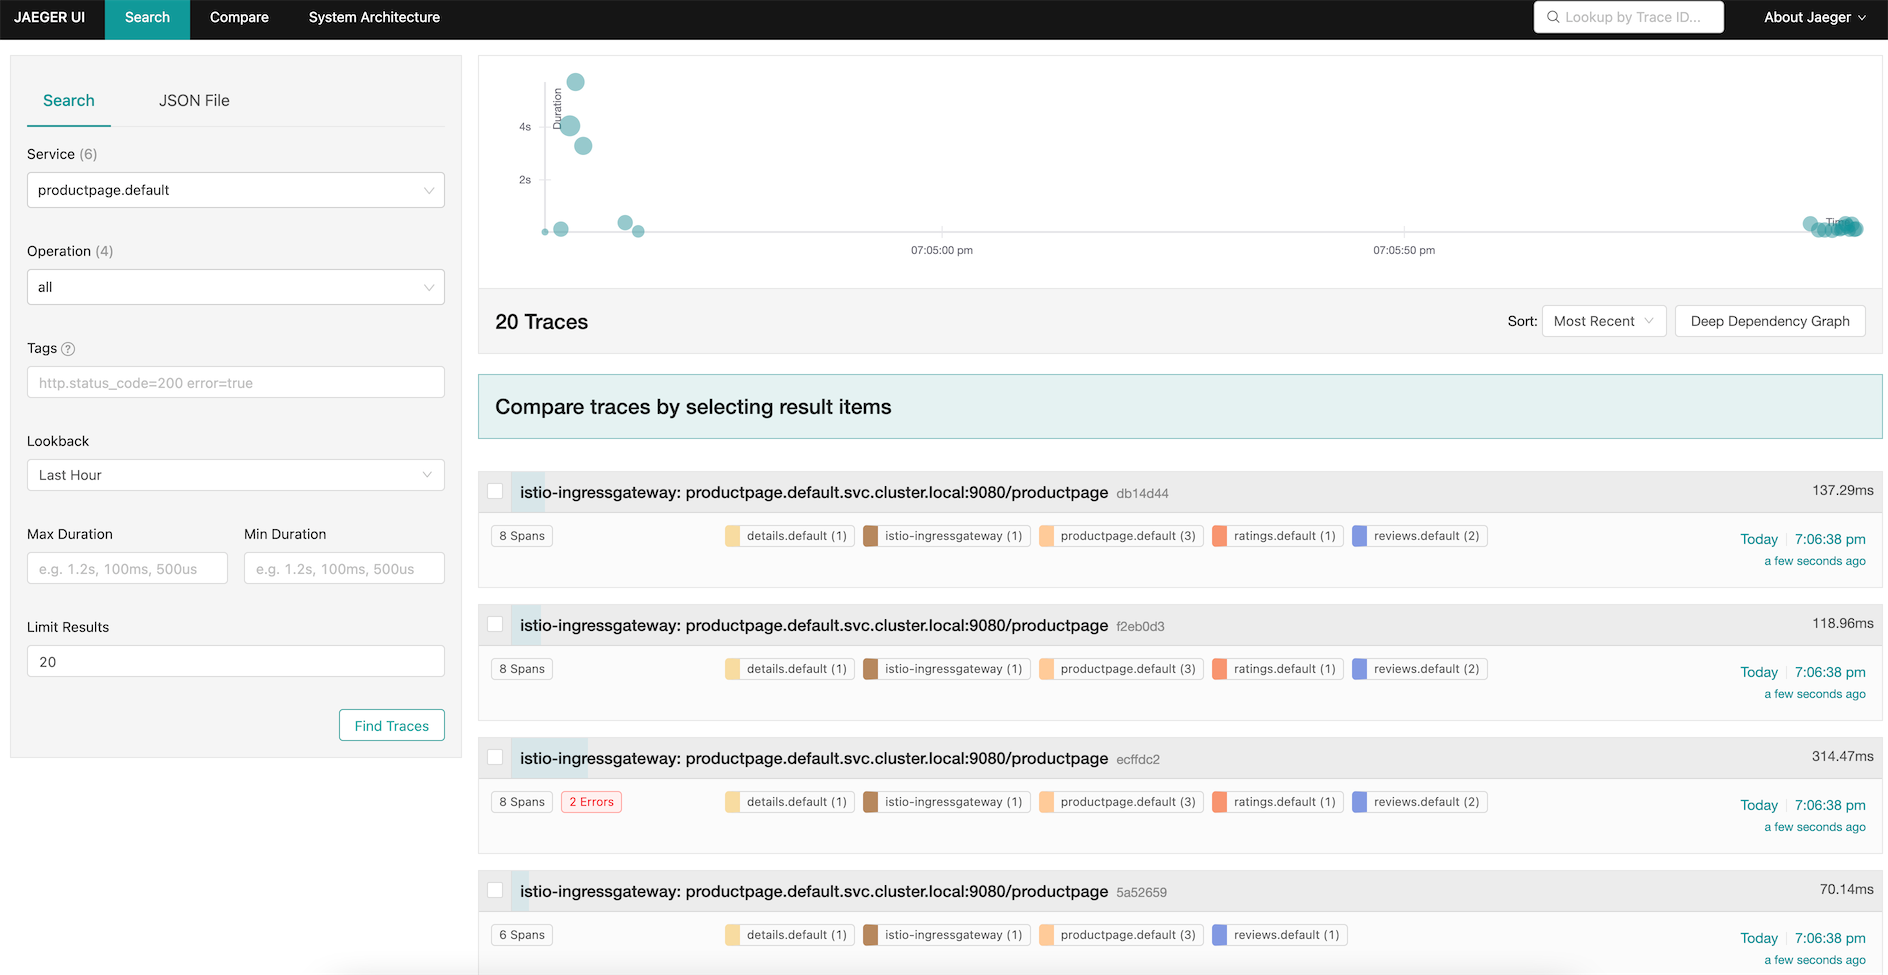 JAEGER UI
Search
Compare
System Architecture
Lookup by Trace ID...
About Jaeger
Search
JSON File
Service (6)
productpage.default
Operation (4)
all
Tags ?
http.status_code=200 error=true
Lookback
Last Hour
Max Duration
Min Duration
e.g. 1.2s, 100ms, 500us
e.g. 1.2s, 100ms, 500us
Limit Results
20
Find Traces
Duration
4s
2s
07:05:00 pm
07:05:50 pm
20 Traces
Sort:
Most Recent
Deep Dependency Graph
Compare traces by selecting result items
istio-ingressgateway: productpage.default.svc.cluster.local:9080/productpage db14d44
137.29ms
8 Spans
details.default (1)
istio-ingressgateway (1)
productpage.default (3)
ratings.default (1)
reviews.default (2)
Today 7:06:38 pm
a few seconds ago
istio-ingressgateway: productpage.default.svc.cluster.local:9080/productpage f2eb0d3
118.96ms
8 Spans
details.default (1)
istio-ingressgateway (1)
productpage.default (3)
ratings.default (1)
reviews.default (2)
Today 7:06:38 pm
a few seconds ago
istio-ingressgateway: productpage.default.svc.cluster.local:9080/productpage ecffdc2
314.47ms
8 Spans
2 Errors
details.default (1)
istio-ingressgateway (1)
productpage.default (3)
ratings.default (1)
reviews.default (2)
Today 7:06:38 pm
a few seconds ago
istio-ingressgateway: productpage.default.svc.cluster.local:9080/productpage 5a52659
70.14ms
6 Spans
details.default (1)
istio-ingressgateway (1)
productpage.default (3)
reviews.default (1)
Today 7:06:38 pm
a few seconds ago